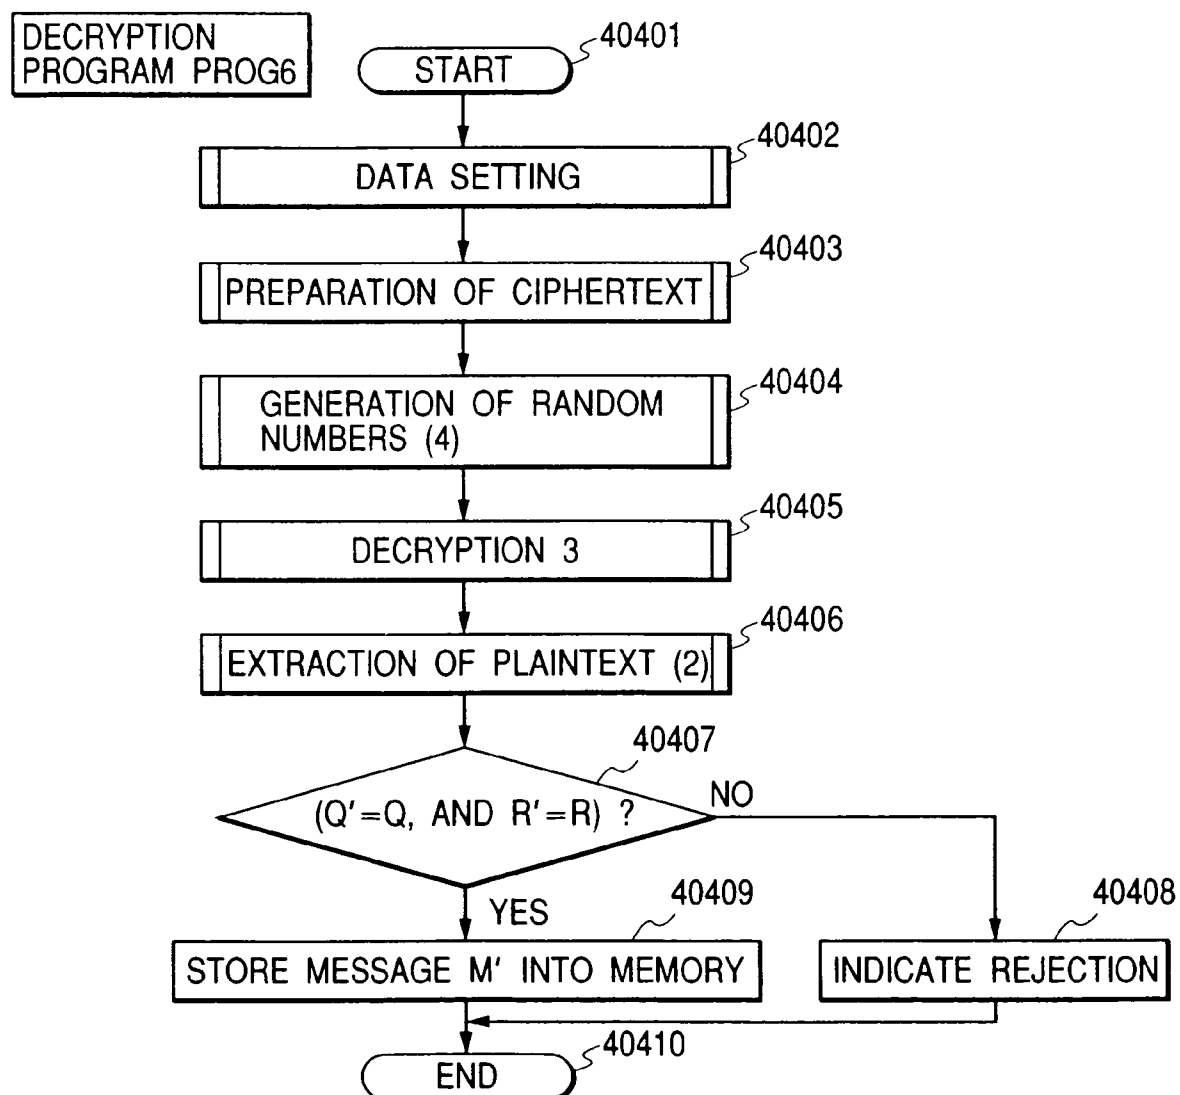 DECRYPTION
PROGRAM PROG6
START
40401
40402
DATA SETTING
40403
PREPARATION OF CIPHERTEXT
40404
GENERATION OF RANDOM
NUMBERS (4)
40405
DECRYPTION 3
40406
EXTRACTION OF PLAINTEXT (2)
40407
(Q'=Q, AND R'=R) ?
NO
YES
40409
40408
STORE MESSAGE M' INTO MEMORY
INDICATE REJECTION
40410
END